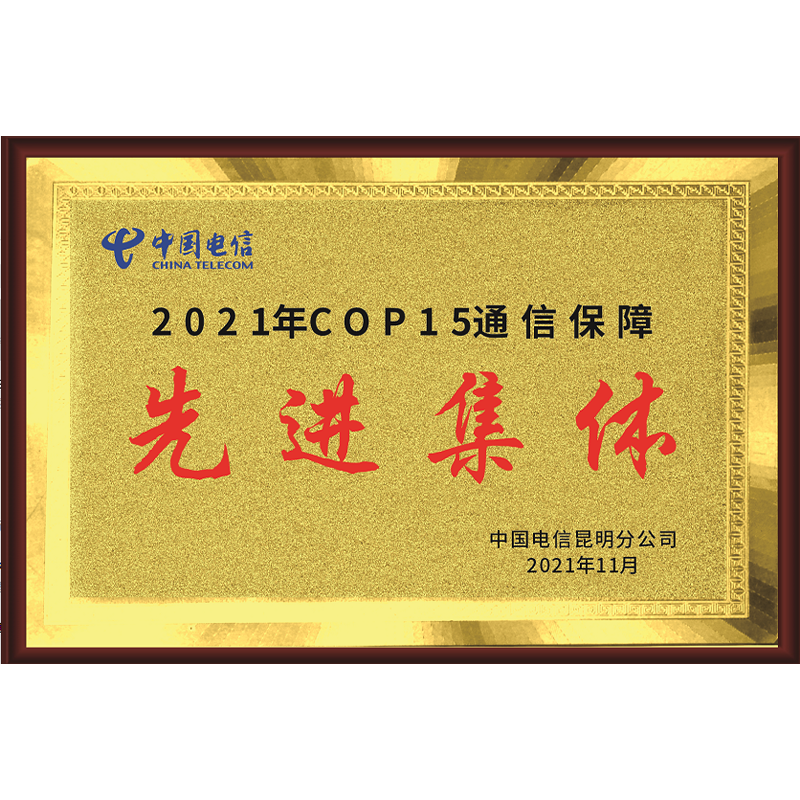 中国电信
CHINA TELECOM
2021年COP15通信保障
先进集体
中国电信昆明分公司
2021年11月